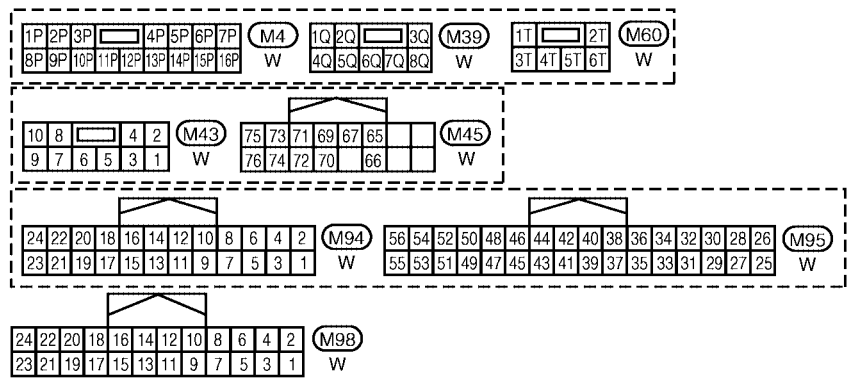 1P 2P 3P 4P 5P 6P 7P M4 1Q 2Q 3Q M39 1T 2T M60
8P 9P 10P 11P 12P 13P 14P 15P 16P W 4Q 5Q 6Q 7Q 8Q W 3T 4T 5T 6T W
10 8 4 2 M43 75 73 71 69 67 65 M45
9 7 6 5 3 1 W 76 74 72 70 66 W
24 22 20 18 16 14 12 10 8 6 4 2 M94 56 54 52 50 48 46 44 42 40 38 36 34 32 30 28 26 M95
23 21 19 17 15 13 11 9 7 5 3 1 W 55 53 51 49 47 45 43 41 39 37 35 33 31 29 27 25 W
24 22 20 18 16 14 12 10 8 6 4 2 M98
23 21 19 17 15 13 11 9 7 5 3 1 W